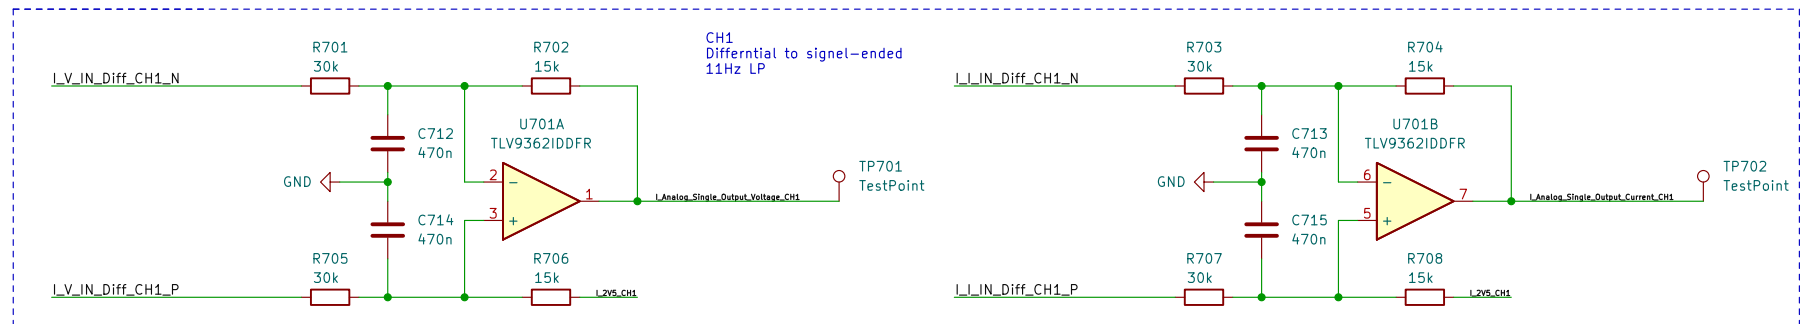 CH1
Differntial to signel-ended
11Hz LP
R701
30k
R702
15k
I_V_IN_Diff_CH1_N
U701A
TLV9362IDDFR
C712
470n
GND
2
3
1
I_Analog_Single_Output_Voltage_CH1
TP701
TestPoint
C714
470n
R705
30k
R706
15k
I_V_IN_Diff_CH1_P
I_2V5_CH1
R703
30k
R704
15k
I_I_IN_Diff_CH1_N
U701B
TLV9362IDDFR
C713
470n
GND
6
5
7
I_Analog_Single_Output_Current_CH1
TP702
TestPoint
C715
470n
R707
30k
R708
15k
I_I_IN_Diff_CH1_P
I_2V5_CH1